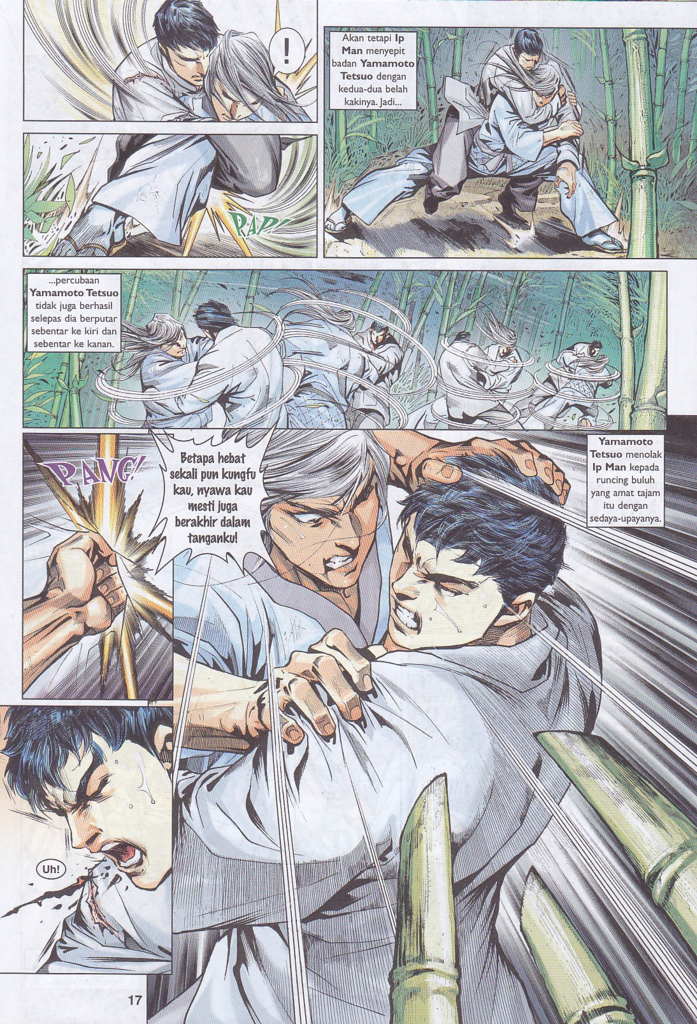 !
Akan tetapi Ip
Man menyepit
badan Yamamoto
Tetsuo dengan
kedua-dua belah
kakinya. Jadi...
PAP!
...percubaan
Yamamoto Tetsuo
tidak juga berhasil
selepas dia berputar
sebentar ke kiri dan
sebentar ke kanan.
PANG!
Betapa hebat
sekali pun kungfu
kau, nyawa kau
mesti juga
berakhir dalam
tanganku!
Yamamoto
Tetsuo menolak
Ip Man kepada
runcing buluh
yang amat tajam
itu dengan
sedaya-upayanya.
Uh!
17